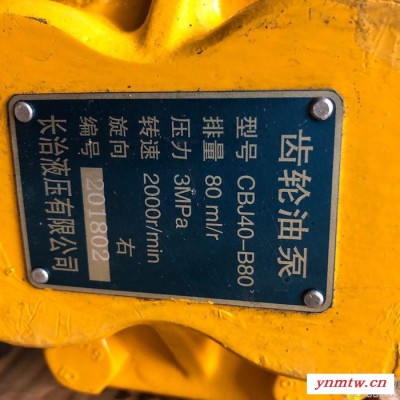 齿轮油泵
型号 CBJ40-B80
排量 80 ml/r
压力 3MPa
转速 2000r/min
旋向 右
编号 201802
长治液压有限公司
ynmtw.cn